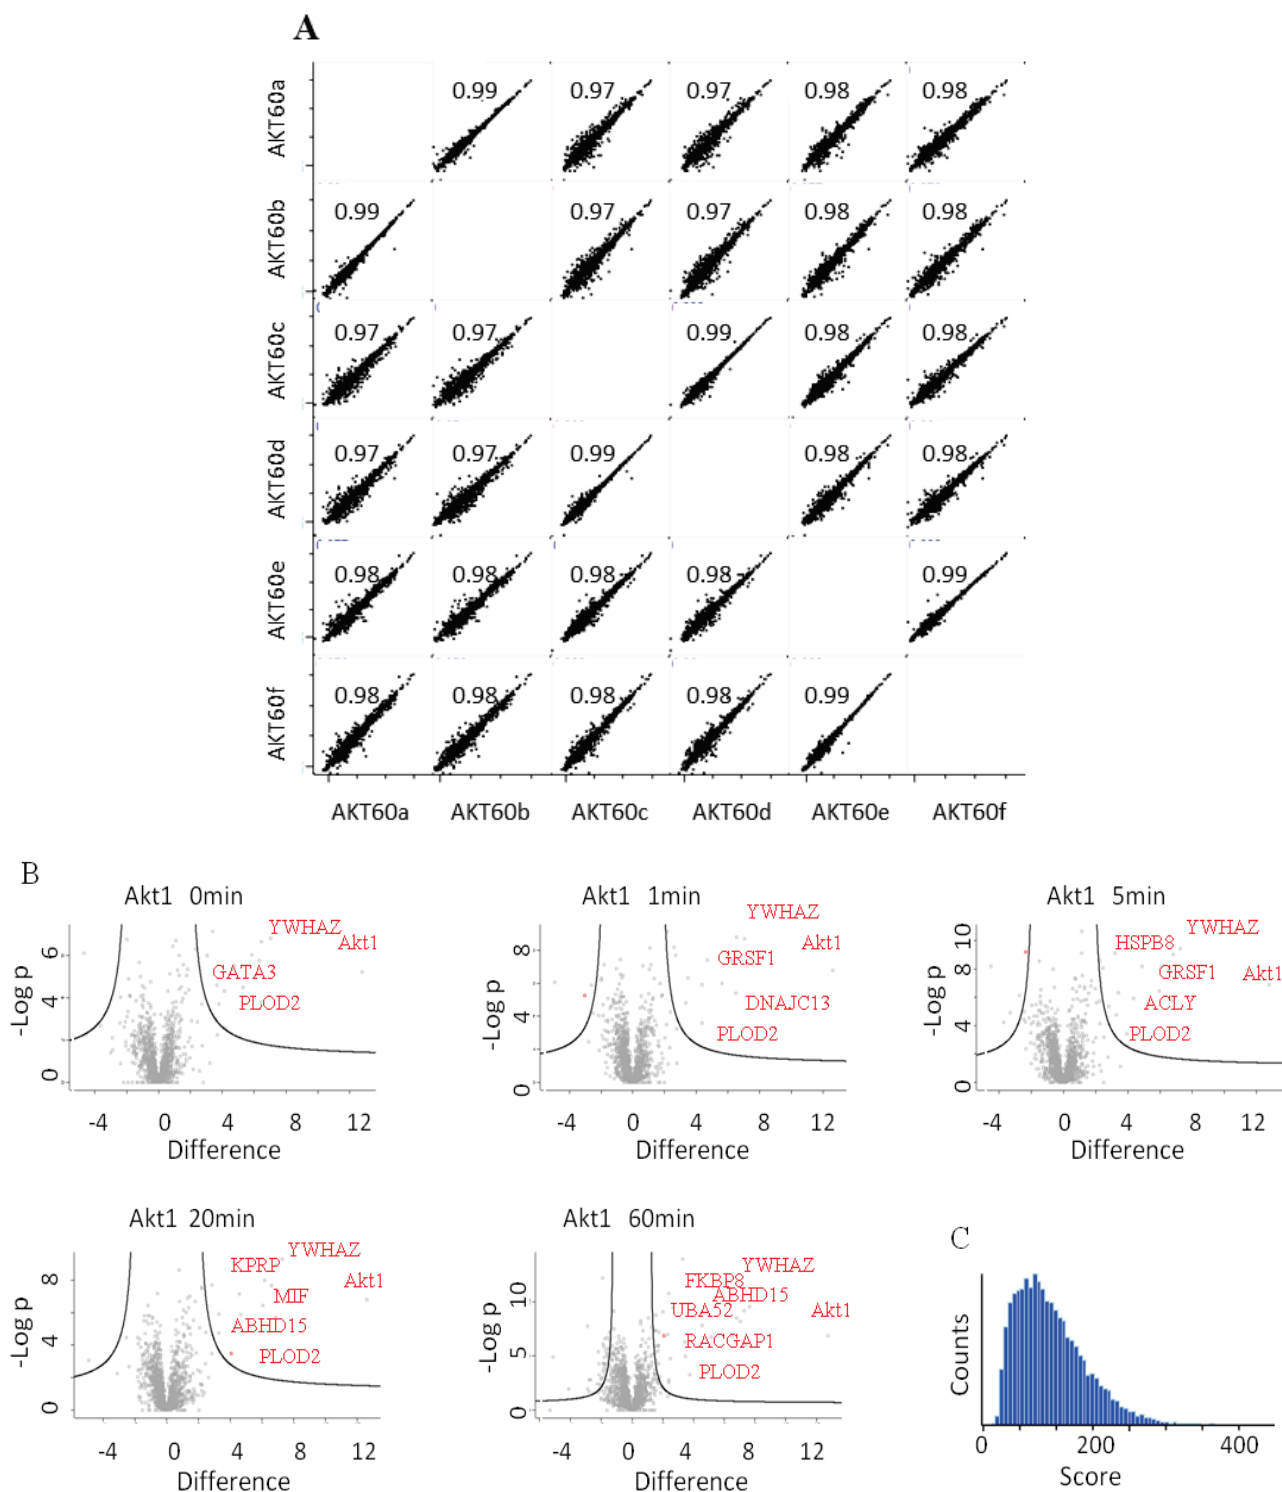 A
AKT60a 0.99 0.97 0.97 0.98 0.98
AKT60b 0.99 0.97 0.97 0.98 0.98
AKT60c 0.97 0.97 0.99 0.98 0.98
AKT60d 0.97 0.97 0.99 0.98 0.98
AKT60e 0.98 0.98 0.98 0.98 0.99
AKT60f 0.98 0.98 0.98 0.98 0.99
AKT60a AKT60b AKT60c AKT60d AKT60e AKT60f
B
Akt1 0min
-Log p
6
4
0
YWHAZ
Akt1
GATA3
PLOD2
-4 0 4 8 12
Difference
Akt1 1min
-Log p
8
4
0
YWHAZ
Akt1
GRSF1
DNAJC13
PLOD2
-4 0 4 8 12
Difference
Akt1 5min
-Log p
10
8
4
0
YWHAZ
HSPB8
GRSF1
Akt1
ACLY
PLOD2
-4 0 4 8 12
Difference
Akt1 20min
-Log p
8
4
0
YWHAZ
KPRP
Akt1
MIF
ABHD15
PLOD2
-4 0 4 8 12
Difference
Akt1 60min
-Log p
10
5
0
YWHAZ
FKBP8
ABHD15
UBA52
Akt1
RACGAP1
PLOD2
-4 0 4 8 12
Difference
C
Counts
0 200 400
Score